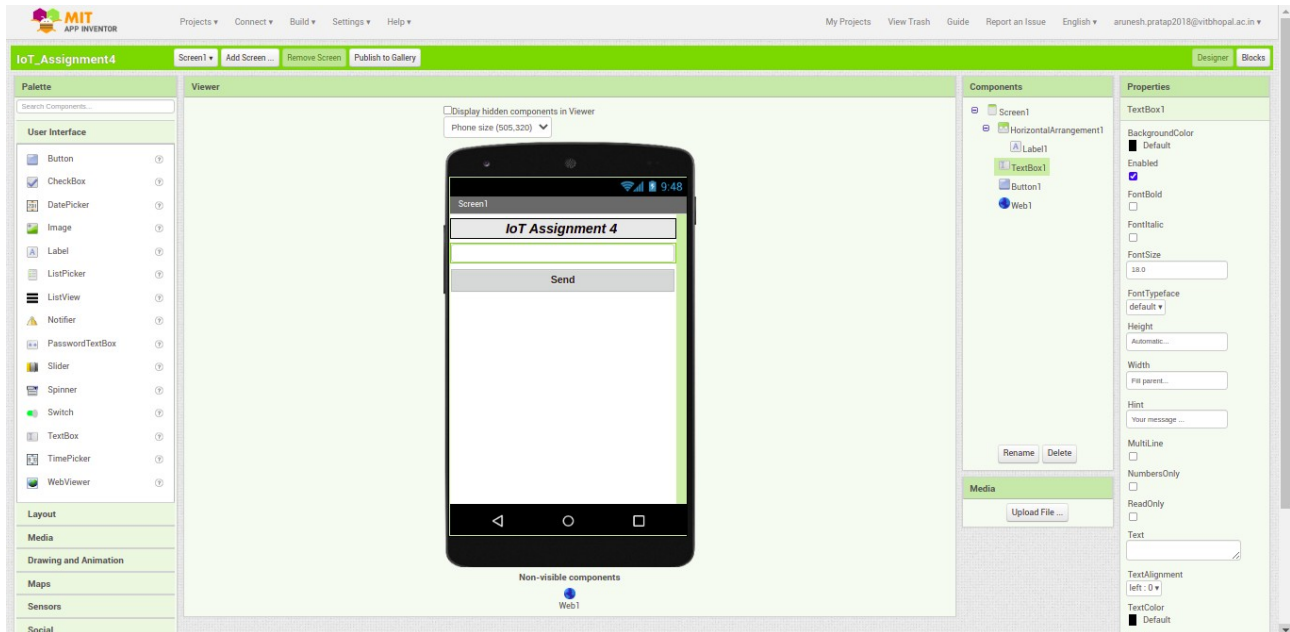 MIT
APP INVENTOR
Projects ▾ Connect ▾ Build ▾ Settings ▾ Help ▾
My Projects View Trash Guide Report an Issue English ▾ arunesh.pratap2018@vitbhopal.ac.in ▾
IoT_Assignment4
Screen1 ▾ Add Screen ... Remove Screen Publish to Gallery
Designer Blocks
Palette
Search Components...
User Interface
Button
CheckBox
DatePicker
Image
Label
ListPicker
ListView
Notifier
PasswordTextBox
Slider
Spinner
Switch
TextBox
TimePicker
WebViewer
Layout
Media
Drawing and Animation
Maps
Sensors
Social
Viewer
Display hidden components in Viewer
Phone size (505,320)
9:48
Screen1
IoT Assignment 4
Send
Non-visible components
Web1
Components
Screen1
HorizontalArrangement1
Label1
TextBox1
Button1
Web1
Rename Delete
Media
Upload File ...
Properties
TextBox1
BackgroundColor
Default
Enabled
FontBold
FontItalic
FontSize
18.0
FontTypeface
default ▾
Height
Automatic...
Width
Fill parent...
Hint
Your message ...
MultiLine
NumbersOnly
ReadOnly
Text
TextAlignment
left : 0 ▾
TextColor
Default